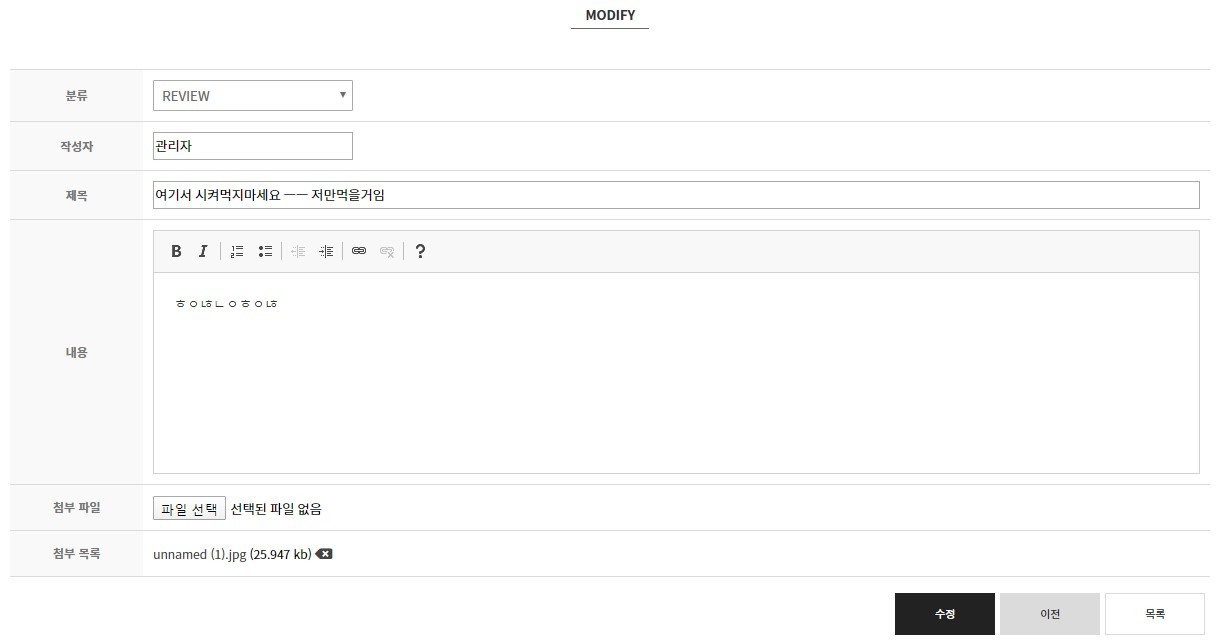 MODIFY
분류 REVIEW
작성자 관리자
제목 여기서 시켜먹지마세요 ㅡㅡ 저만먹을거임
B I ?
내용
ㅎㅇㄶㄴㅇㅎㅇㄶ
첨부 파일 파일 선택 선택된 파일 없음
첨부 목록 unnamed (1).jpg (25.947 kb)
수정 이전 목록